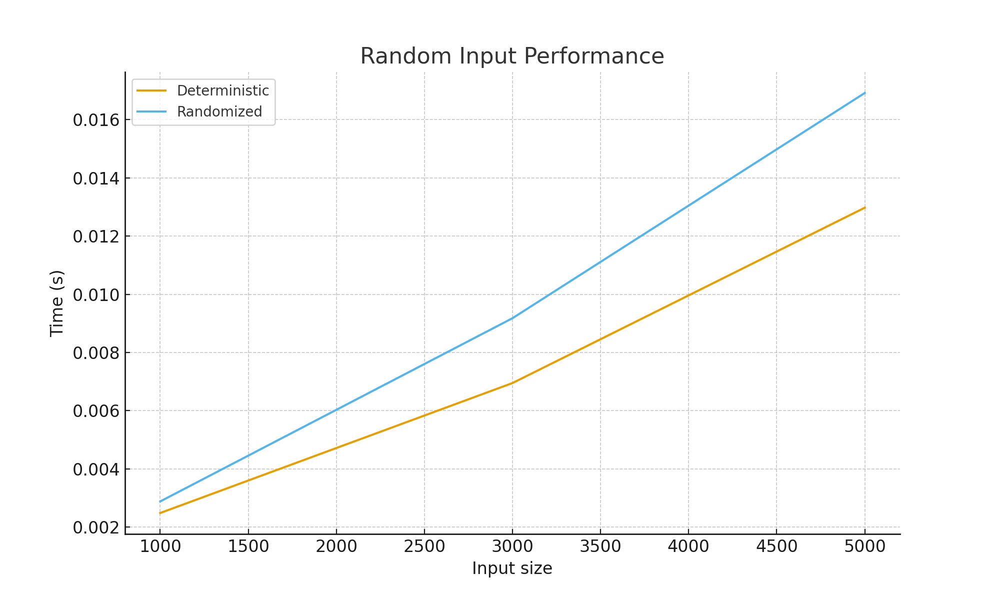 Random Input Performance
Deterministic
Randomized
0.016
0.014
0.012
0.010
0.008
0.006
0.004
0.002
Time (s)
1000 1500 2000 2500 3000 3500 4000 4500 5000
Input size